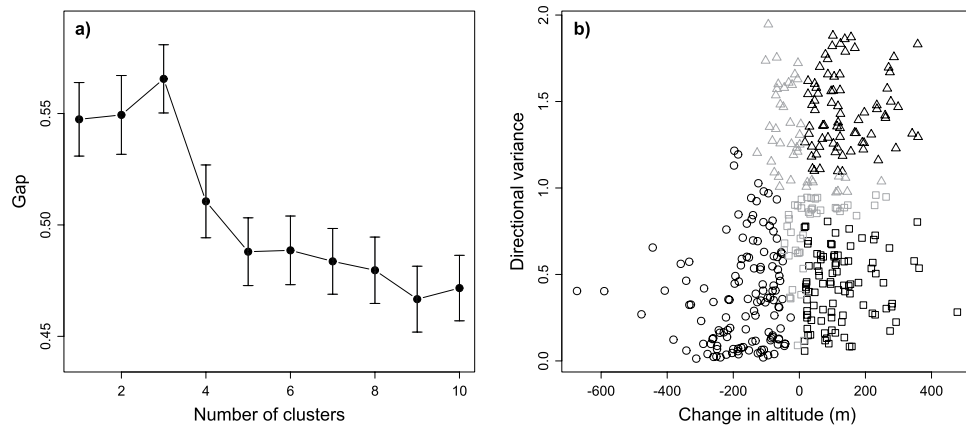 a)
Gap
0.55
0.50
0.45
2 4 6 8 10
Number of clusters
b)
Directional variance
2.0
1.5
1.0
0.5
0.0
-600 -400 -200 0 200 400
Change in altitude (m)